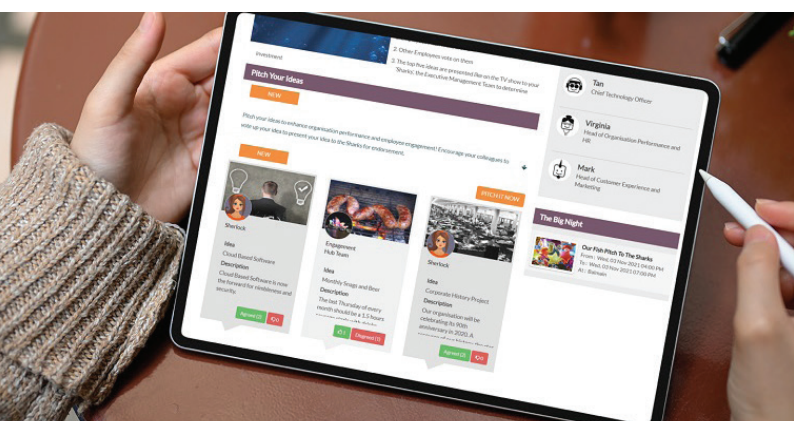 2. Other Employees vote on them
3. The top five ideas are presented like on the TV show to your
'Sharks', the Executive Management Team to determine
Investment
Pitch Your Ideas
NEW
Pitch your ideas to enhance organisation performance and employee engagement! Encourage your colleagues to
vote up your idea to present your idea to the Sharks for endorsement.
NEW
PITCH IT NOW
Sherlock
Idea
Cloud Based Software
Description
Cloud Based Software is now
the forward for nimbleness and
security.
Agreed (2)
Engagement
Hub Team
Idea
Monthly Snags and Beer
Description
The last Thursday of every
month should be a 1.5 hours
Disagreed (1)
Sherlock
Idea
Corporate History Project
Description
Our organisation will be
celebrating its 90th
anniversary in 2020. A
Agreed (2)
Tan
Chief Technology Officer
Virginia
Head of Organisation Performance and
HR
Mark
Head of Customer Experience and
Marketing
The Big Night
Our Fish Pitch To The Sharks
From : Wed, 03 Nov 2021 04:00 PM
To : Wed, 03 Nov 2021 07:00 PM
At : Balmain